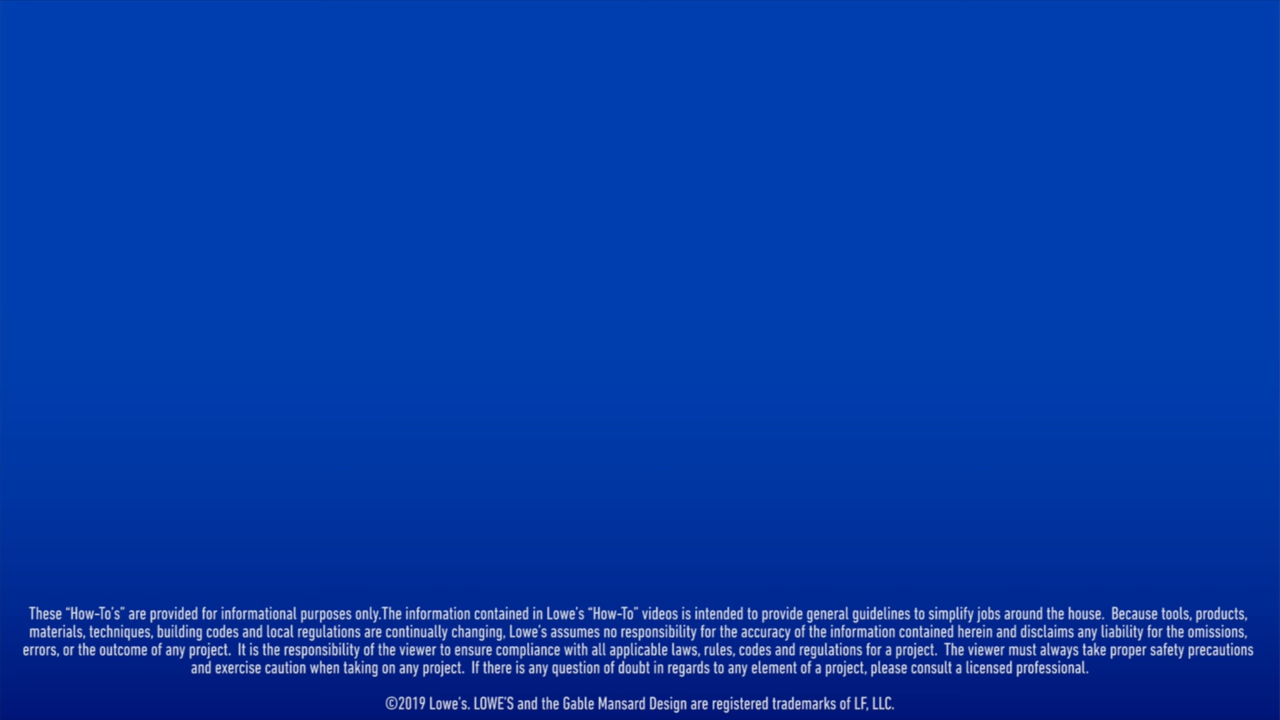 These “How-To’s” are provided for informational purposes only.The information contained in Lowe’s “How-To” videos is intended to provide general guidelines to simplify jobs around the house.  Because tools, products,
materials, techniques, building codes and local regulations are continually changing, Lowe’s assumes no responsibility for the accuracy of the information contained herein and disclaims any liability for the omissions,
errors, or the outcome of any project.  It is the responsibility of the viewer to ensure compliance with all applicable laws, rules, codes and regulations for a project.  The viewer must always take proper safety precautions
and exercise caution when taking on any project.  If there is any question of doubt in regards to any element of a project, please consult a licensed professional.
©2019 Lowe’s. LOWE’S and the Gable Mansard Design are registered trademarks of LF, LLC.